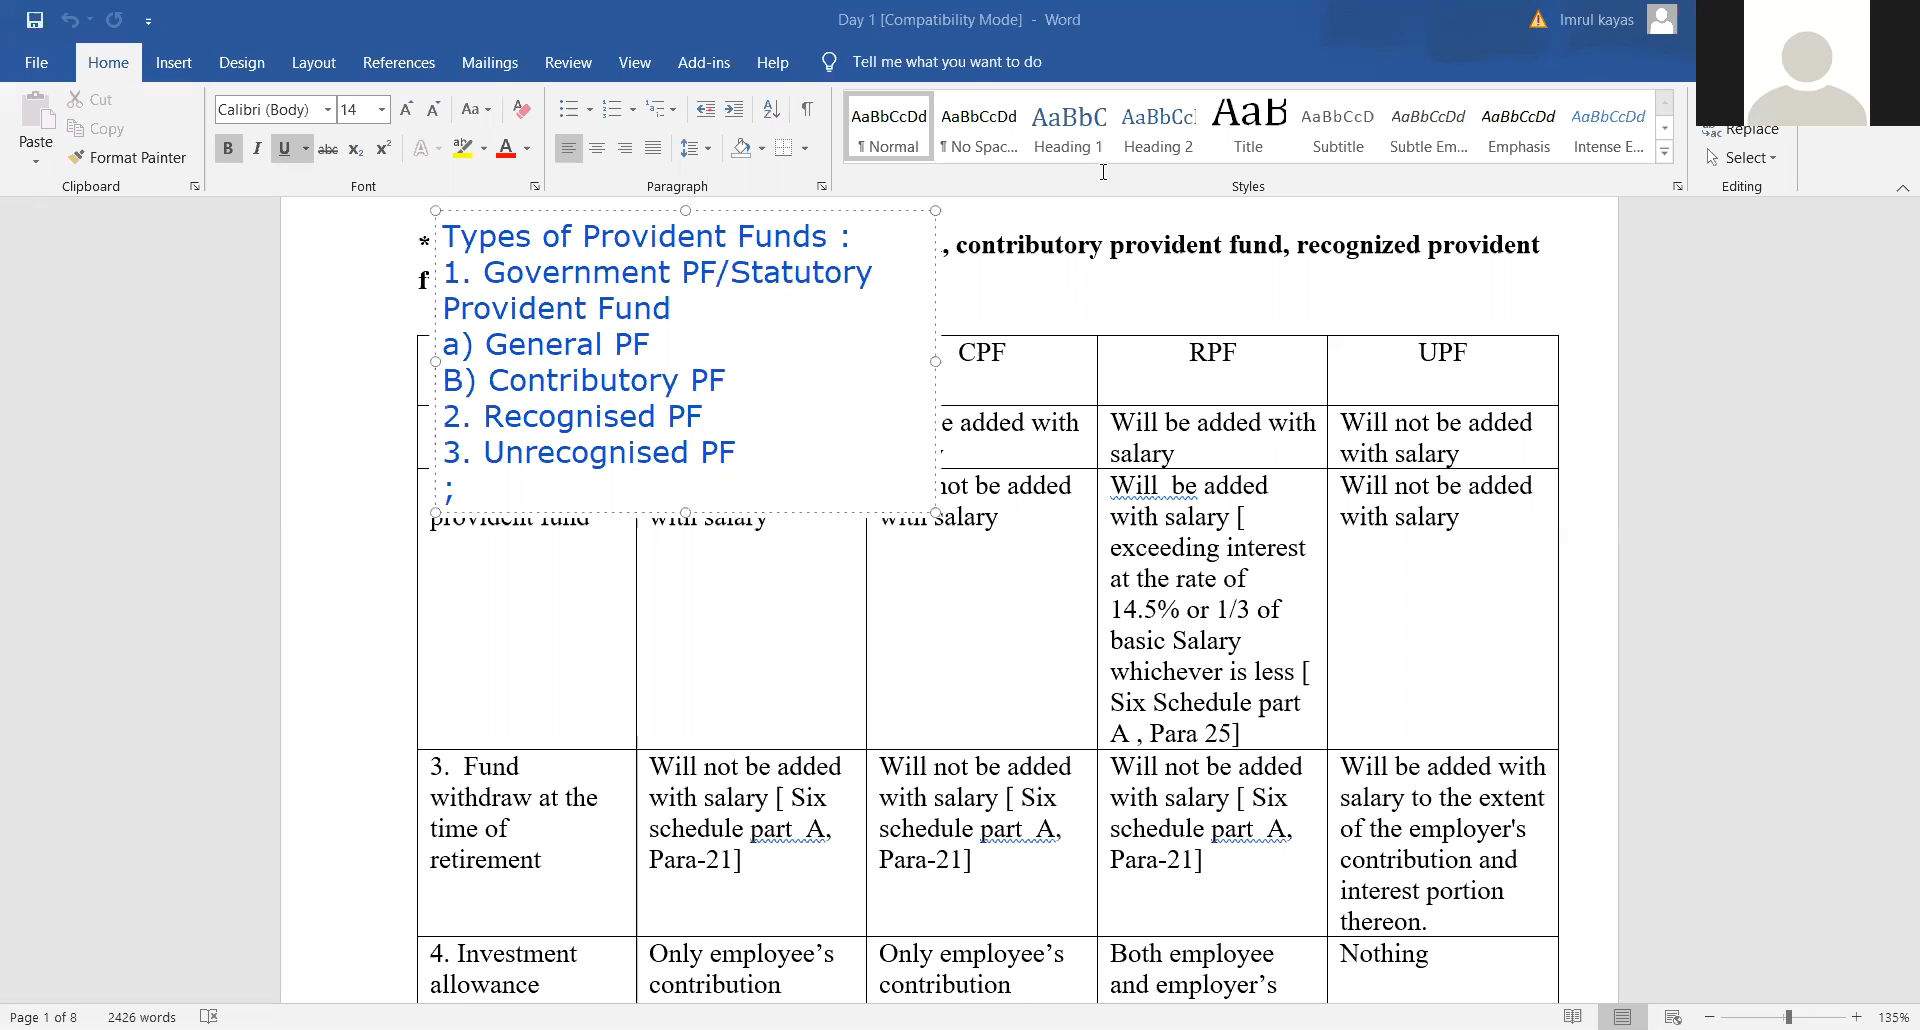 Day 1 [Compatibility Mode] - Word
Imrul kayas
File Home Insert Design Layout References Mailings Review View Add-ins Help Tell me what you want to do
Paste
Cut
Copy
Format Painter
Clipboard
Calibri (Body) 14
Font
Paragraph
AaBbCcDd AaBbCcDd AaBbC AaBbCcI AaB AaBbCcD AaBbCcDd AaBbCcDd AaBbCcDd
¶ Normal ¶ No Spac... Heading 1 Heading 2 Title Subtitle Subtle Em... Emphasis Intense E...
Styles
Replace
Select
Editing
* , contributory provident fund, recognized provident
f
Types of Provident Funds :
1. Government PF/Statutory
Provident Fund
a) General PF
B) Contributory PF
2. Recognised PF
3. Unrecognised PF
;
CPF RPF UPF
e added with
Will be added with
salary
Will not be added
with salary
provident fund
with salary
not be added
with salary
Will be added
with salary [
exceeding interest
at the rate of
14.5% or 1/3 of
basic Salary
whichever is less [
Six Schedule part
A , Para 25]
Will not be added
with salary
3. Fund
withdraw at the
time of
retirement
Will not be added
with salary [ Six
schedule part A,
Para-21]
Will not be added
with salary [ Six
schedule part A,
Para-21]
Will not be added
with salary [ Six
schedule part A,
Para-21]
Will be added with
salary to the extent
of the employer's
contribution and
interest portion
thereon.
4. Investment
allowance
Only employee’s
contribution
Only employee’s
contribution
Both employee
and employer’s
Nothing
Page 1 of 8 2426 words 135%